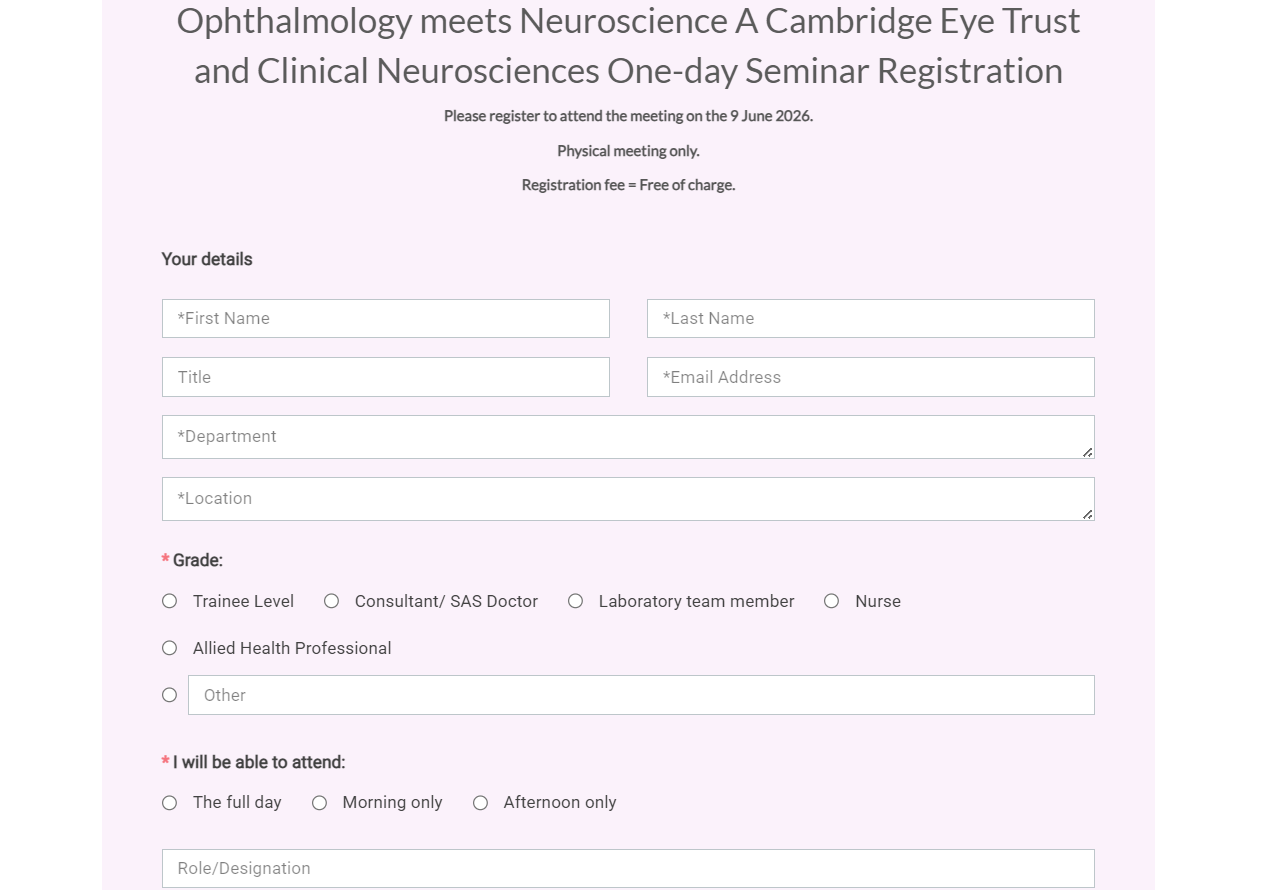 Ophthalmology meets Neuroscience A Cambridge Eye Trust
and Clinical Neurosciences One-day Seminar Registration
Please register to attend the meeting on the 9 June 2026.
Physical meeting only.
Registration fee = Free of charge.
Your details
*First Name
*Last Name
Title
*Email Address
*Department
*Location
* Grade:
Trainee Level
Consultant/ SAS Doctor
Laboratory team member
Nurse
Allied Health Professional
Other
* I will be able to attend:
The full day
Morning only
Afternoon only
Role/Designation